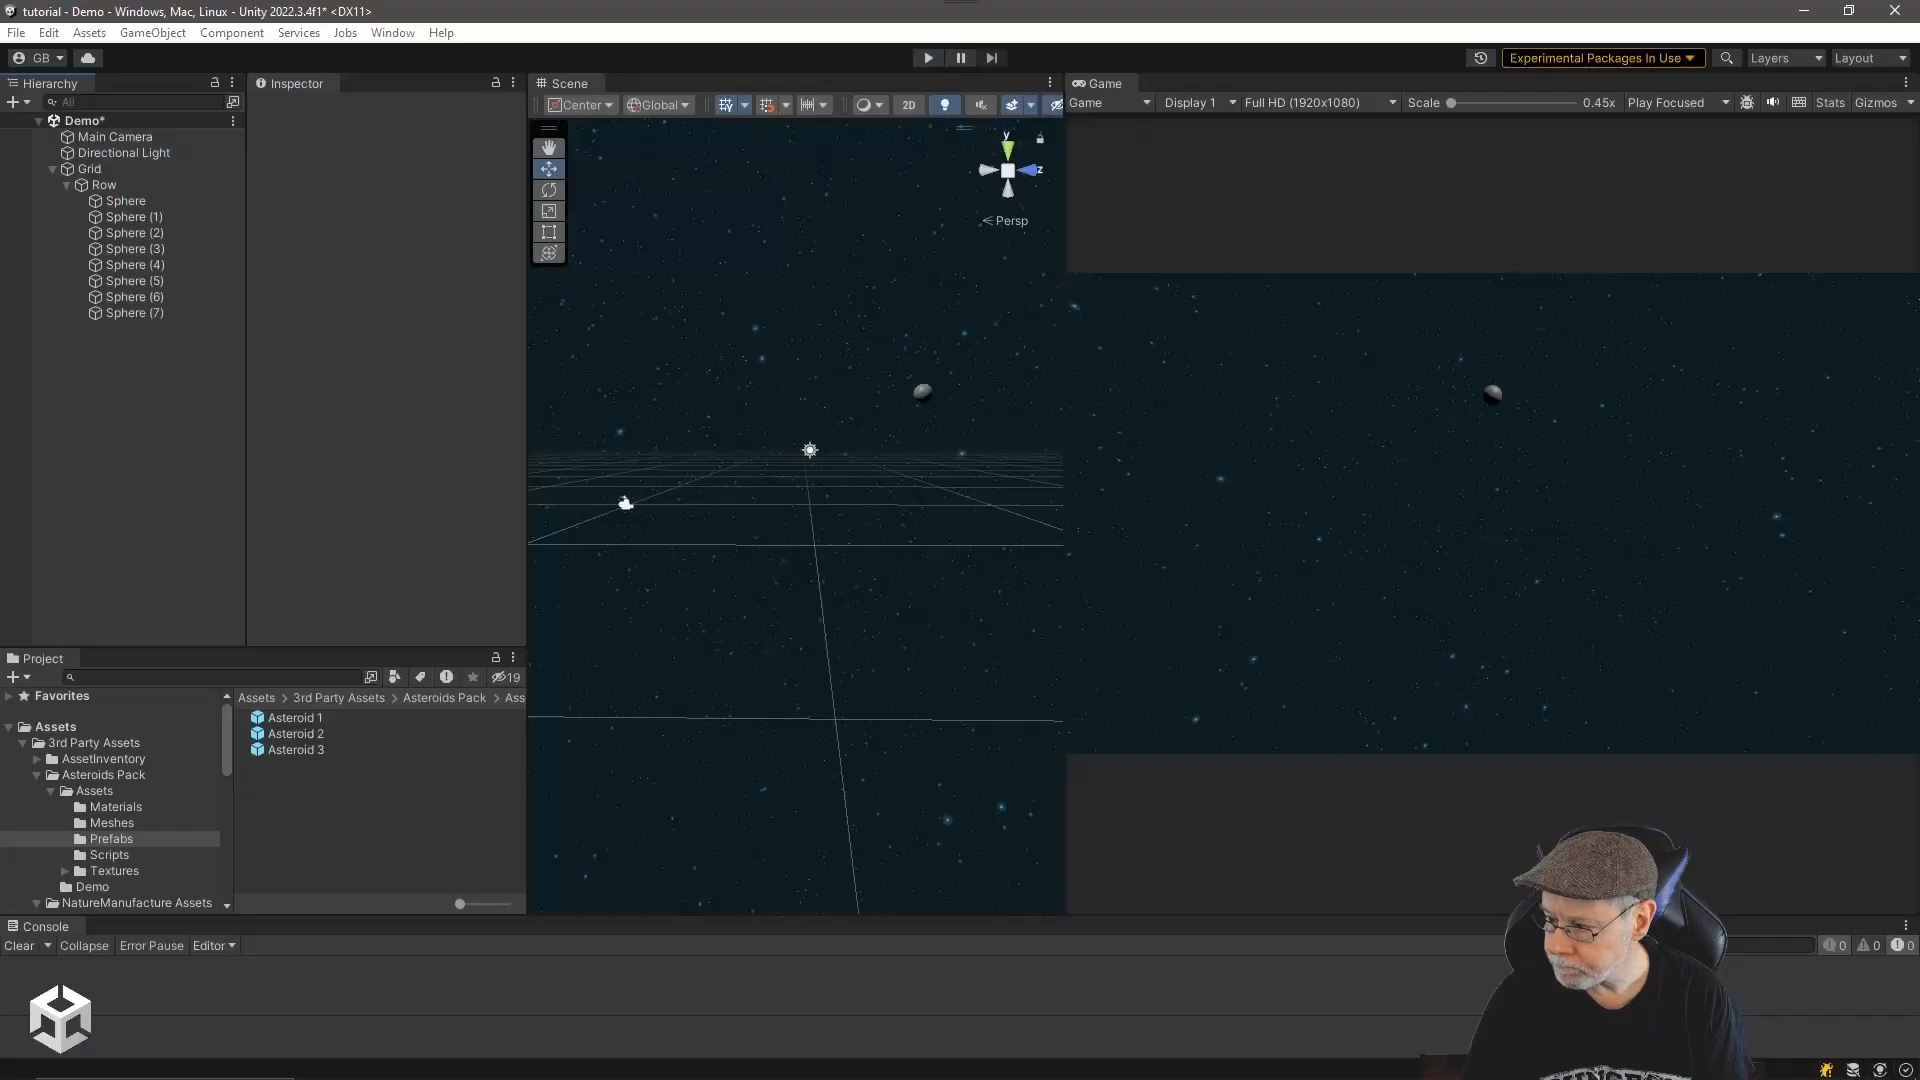 tutorial - Demo - Windows, Mac, Linux - Unity 2022.3.4f1* <DX11>
File Edit Assets GameObject Component Services Jobs Window Help
GB
Experimental Packages In Use
Layers
Layout
Hierarchy
All
Demo*
Main Camera
Directional Light
Grid
Row
Sphere
Sphere (1)
Sphere (2)
Sphere (3)
Sphere (4)
Sphere (5)
Sphere (6)
Sphere (7)
Inspector
Scene
Center Global 2D
y
z
< Persp
Game
Game Display 1 Full HD (1920x1080) Scale 0.45x Play Focused Stats Gizmos
Project
19
Favorites
Assets
3rd Party Assets
AssetInventory
Asteroids Pack
Assets
Materials
Meshes
Prefabs
Scripts
Textures
Demo
NatureManufacture Assets
Assets > 3rd Party Assets > Asteroids Pack > Ass
Asteroid 1
Asteroid 2
Asteroid 3
Console
Clear Collapse Error Pause Editor
0 0 0